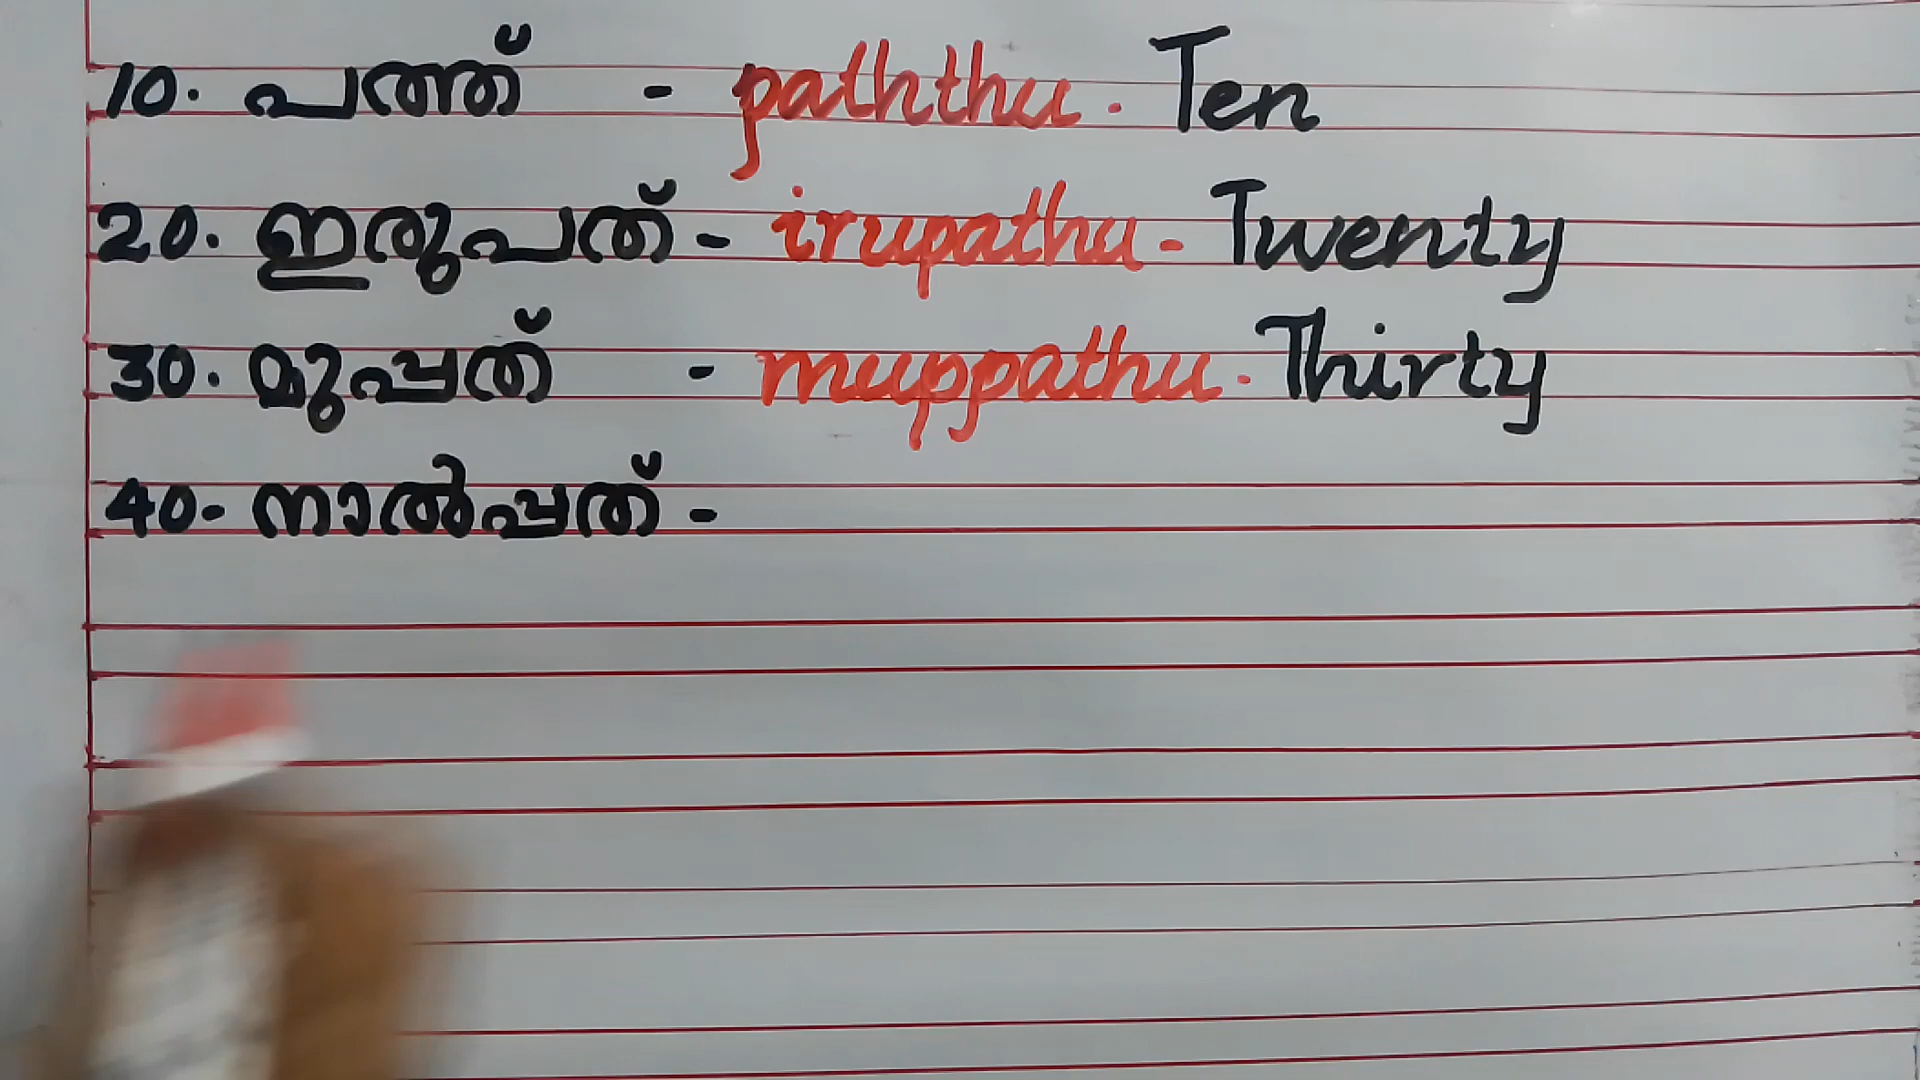 10. പത്ത് - paththu. Ten
20. ഇരുപത് - irupathu - Twenty
30. മുപ്പത് - muppathu. Thirty
40- നാൽപ്പത് -